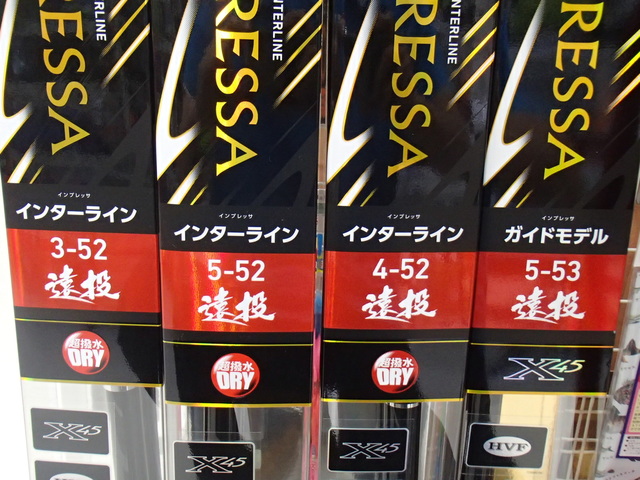 ERLINE
RESSA
インプレッサ
インターライン
3-52
遠投
超撥水
DRY
X45
HVF
INTERLINE
RESSA
インプレッサ
インターライン
5-52
遠投
超撥水
DRY
X45
NTERLINE
RESSA
インプレッサ
インターライン
4-52
遠投
超撥水
DRY
X45
RESSA
インプレッサ
ガイドモデル
5-53
遠投
X45
HVF